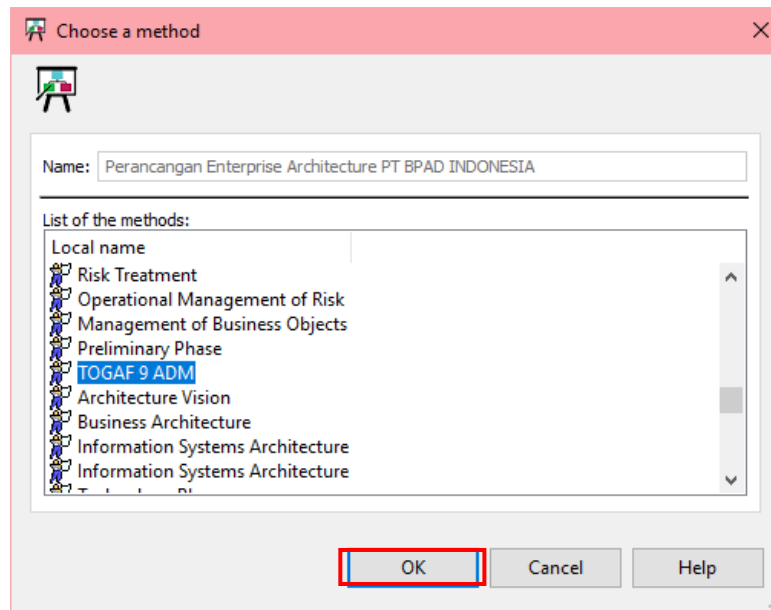 Choose a method
Name: Perancangan Enterprise Architecture PT BPAD INDONESIA
List of the methods:
Local name
Risk Treatment
Operational Management of Risk
Management of Business Objects
Preliminary Phase
TOGAF 9 ADM
Architecture Vision
Business Architecture
Information Systems Architecture
Information Systems Architecture
OK Cancel Help